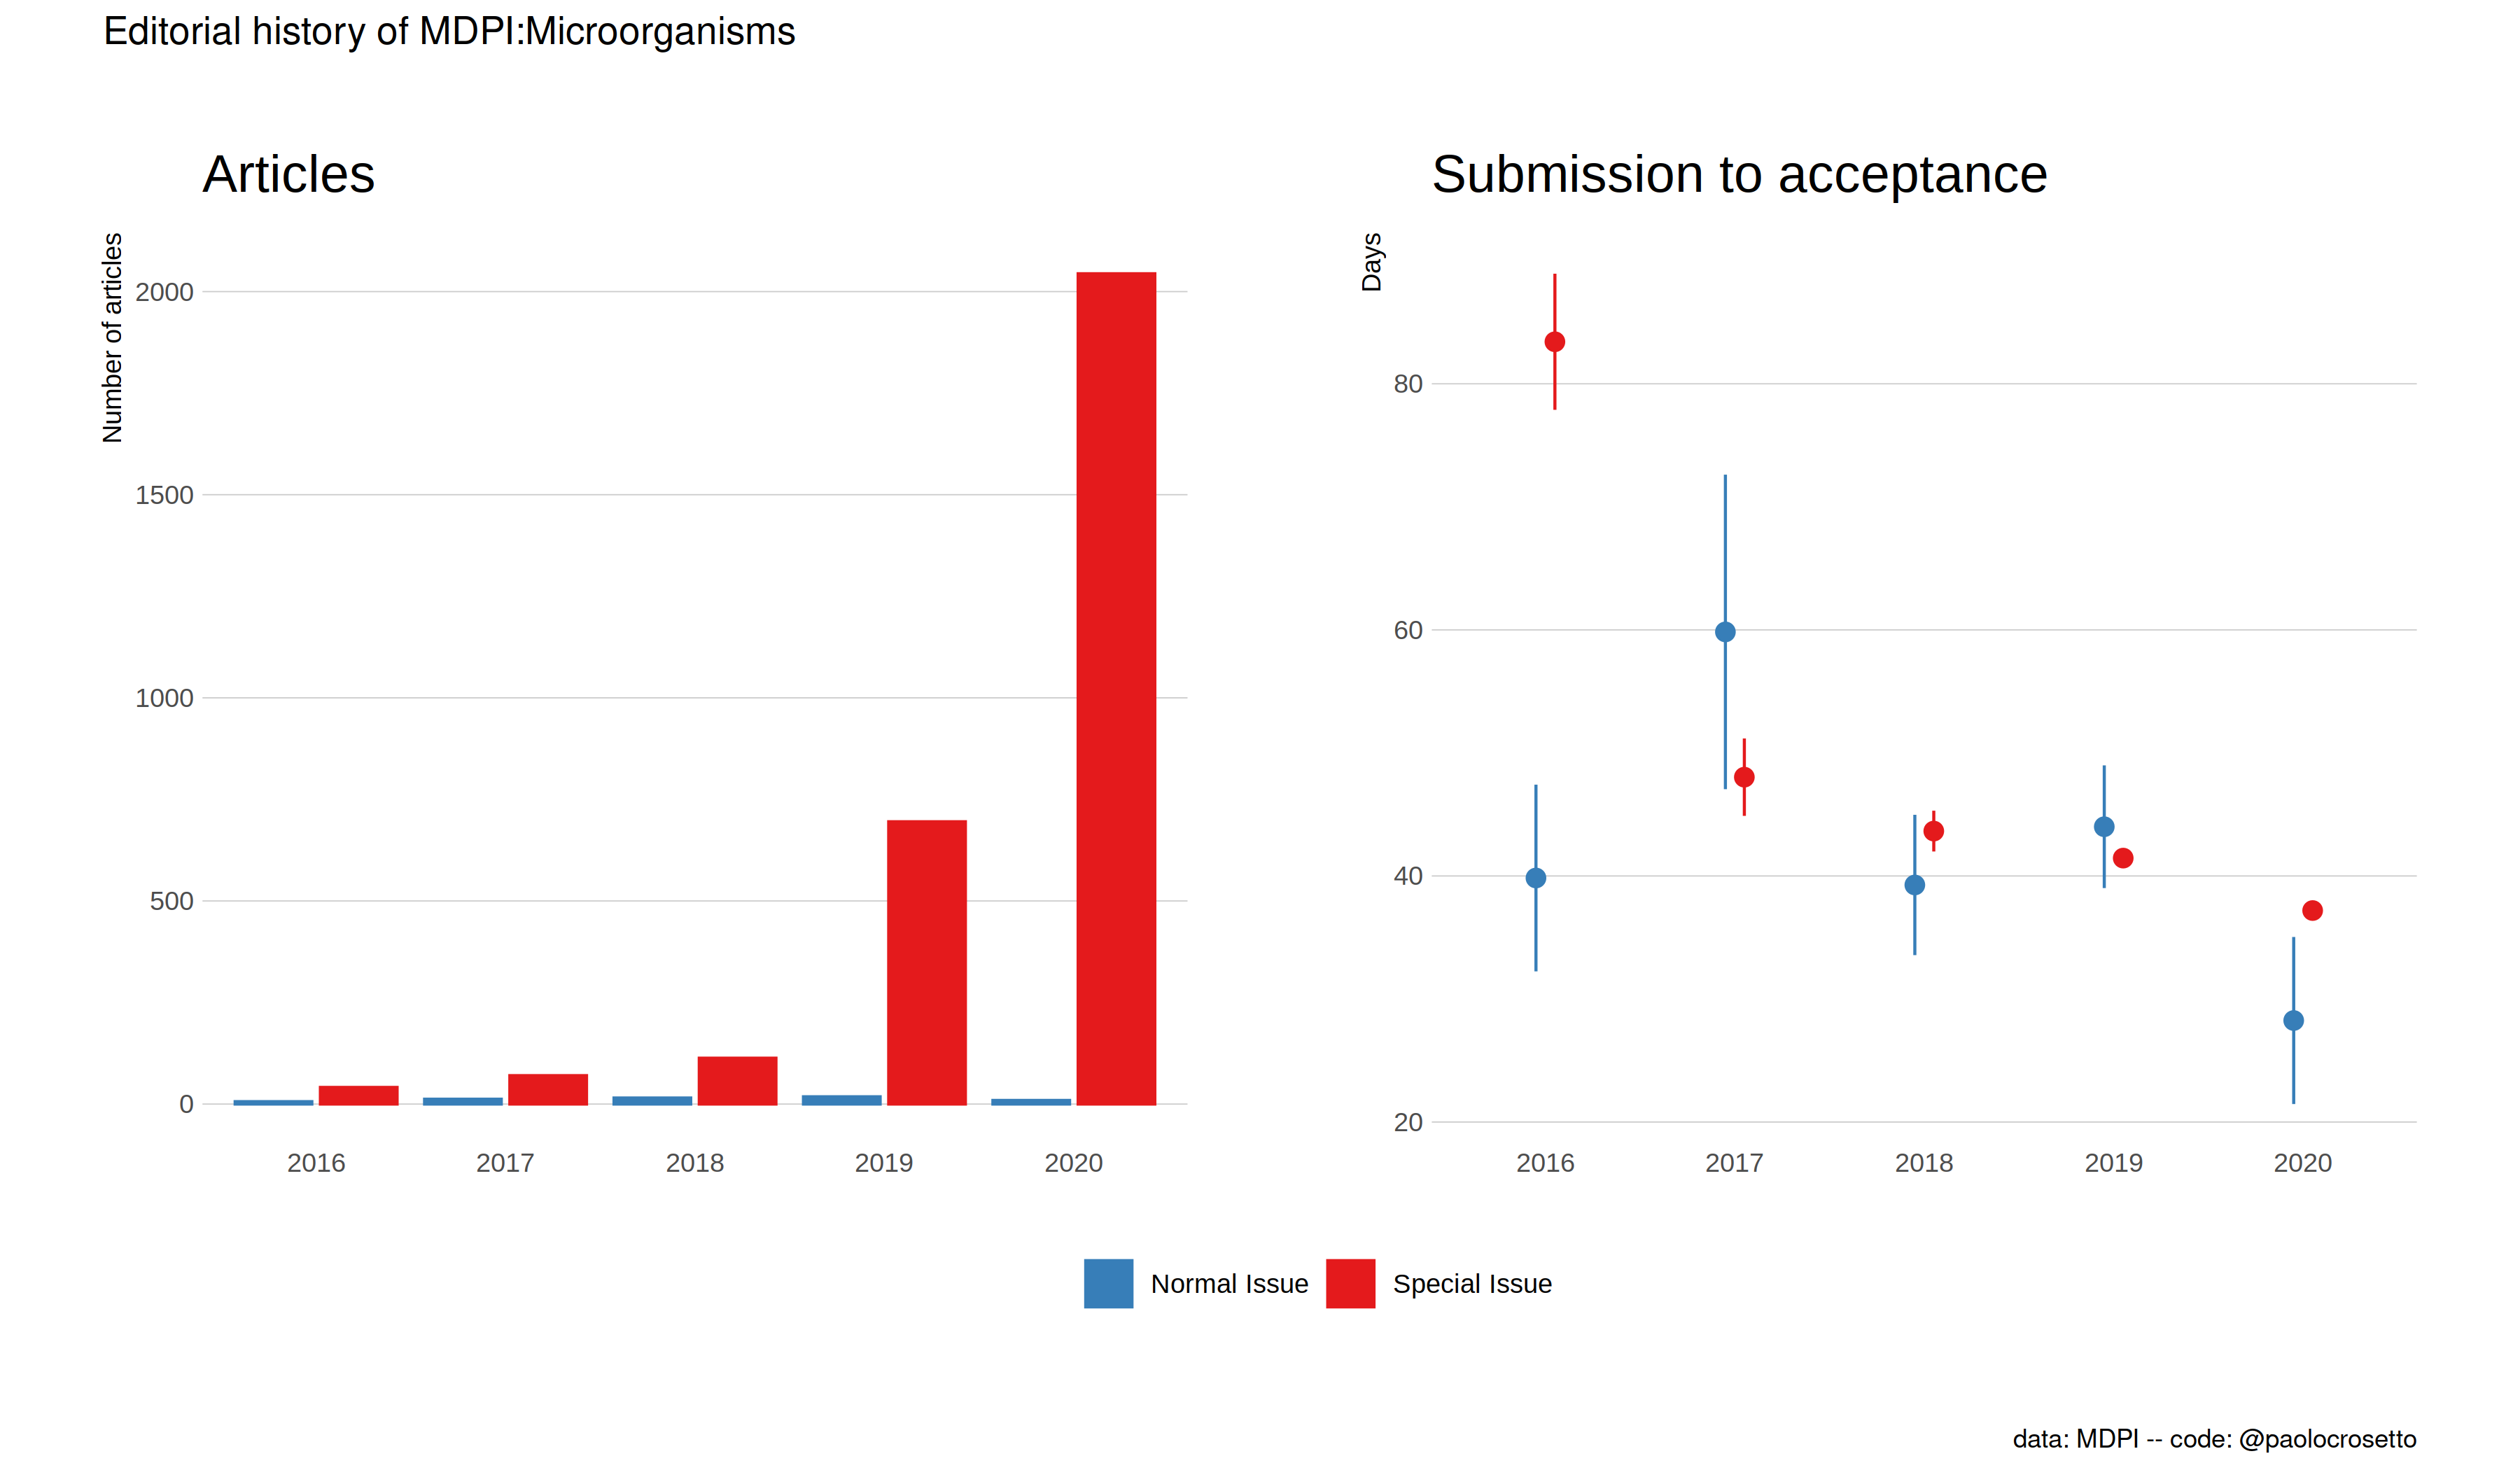 Editorial history of MDPI:Microorganisms
Articles
Number of articles
2000
1500
1000
500
0
2016 2017 2018 2019 2020
Submission to acceptance
Days
80
60
40
20
2016 2017 2018 2019 2020
Normal Issue Special Issue
data: MDPI -- code: @paolocrosetto